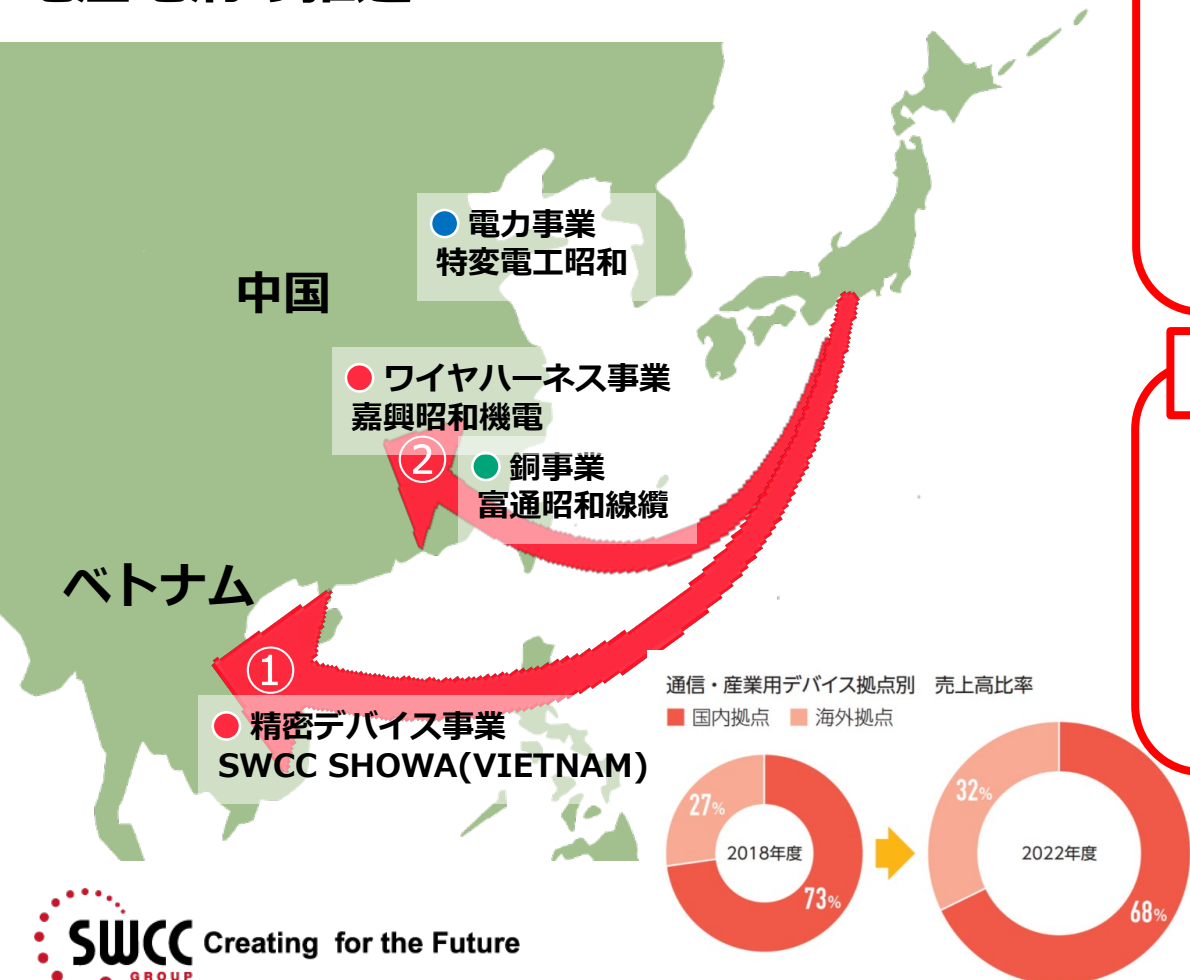 ● 電力事業
特変電工昭和
中国
● ワイヤハーネス事業
嘉興昭和機電
②
● 銅事業
富通昭和線纜
ベトナム
①
● 精密デバイス事業
SWCC SHOWA(VIETNAM)
通信・産業用デバイス拠点別 売上高比率
国内拠点 海外拠点
27%
2018年度
73%
32%
2022年度
68%
SWCC Creating for the Future
GROUP